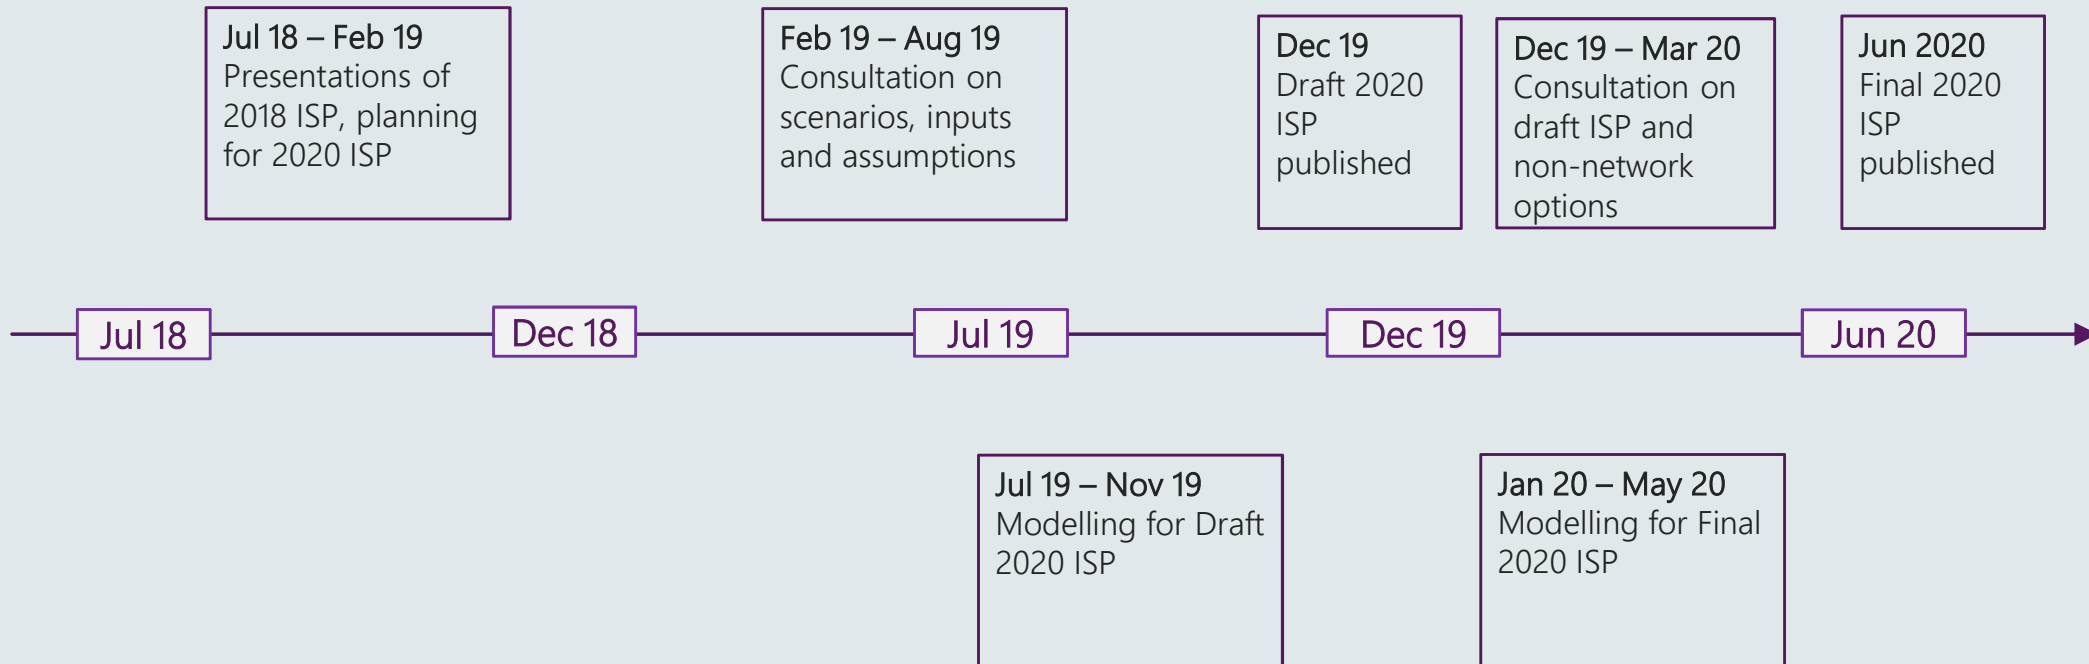 Jul 18 – Feb 19
Presentations of
2018 ISP, planning
for 2020 ISP
Feb 19 – Aug 19
Consultation on
scenarios, inputs
and assumptions
Dec 19
Draft 2020
ISP
published
Dec 19 – Mar 20
Consultation on
draft ISP and
non-network
options
Jun 2020
Final 2020
ISP
published
Jul 18
Dec 18
Jul 19
Dec 19
Jun 20
Jul 19 – Nov 19
Modelling for Draft
2020 ISP
Jan 20 – May 20
Modelling for Final
2020 ISP